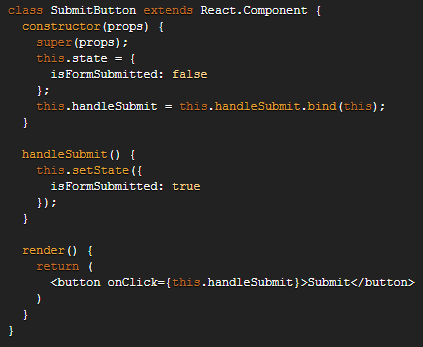 class SubmitButton extends React.Component {
  constructor(props) {
    super(props);
    this.state = {
      isFormSubmitted: false
    };
    this.handleSubmit = this.handleSubmit.bind(this);
  }

  handleSubmit() {
    this.setState({
      isFormSubmitted: true
    });
  }

  render() {
    return (
      <button onClick={this.handleSubmit}>Submit</button>
    )
  }
}